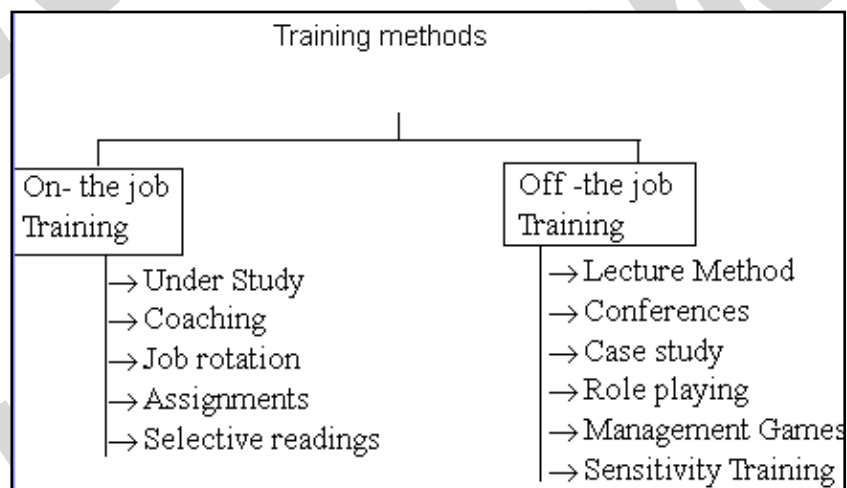 Training methods
On- the job
Training
→Under Study
→Coaching
→Job rotation
→Assignments
→Selective readings
Off -the job
Training
→Lecture Method
→Conferences
→Case study
→Role playing
→Management Games
→Sensitivity Training